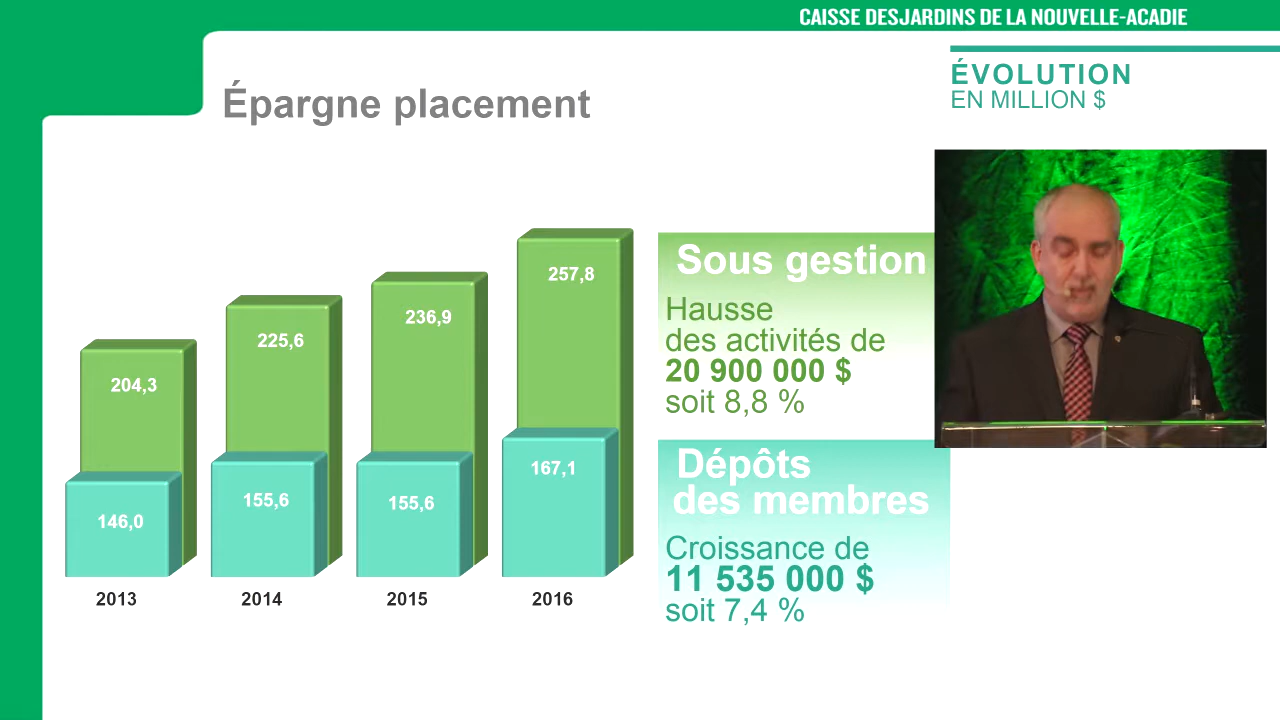 CAISSE DESJARDINS DE LA NOUVELLE-ACADIE
ÉVOLUTION
EN MILLION $
Épargne placement
204,3
225,6
236,9
257,8
146,0
155,6
155,6
167,1
2013
2014
2015
2016
Sous gestion
Hausse
des activités de
20 900 000 $
soit 8,8 %
Dépôts
des membres
Croissance de
11 535 000 $
soit 7,4 %